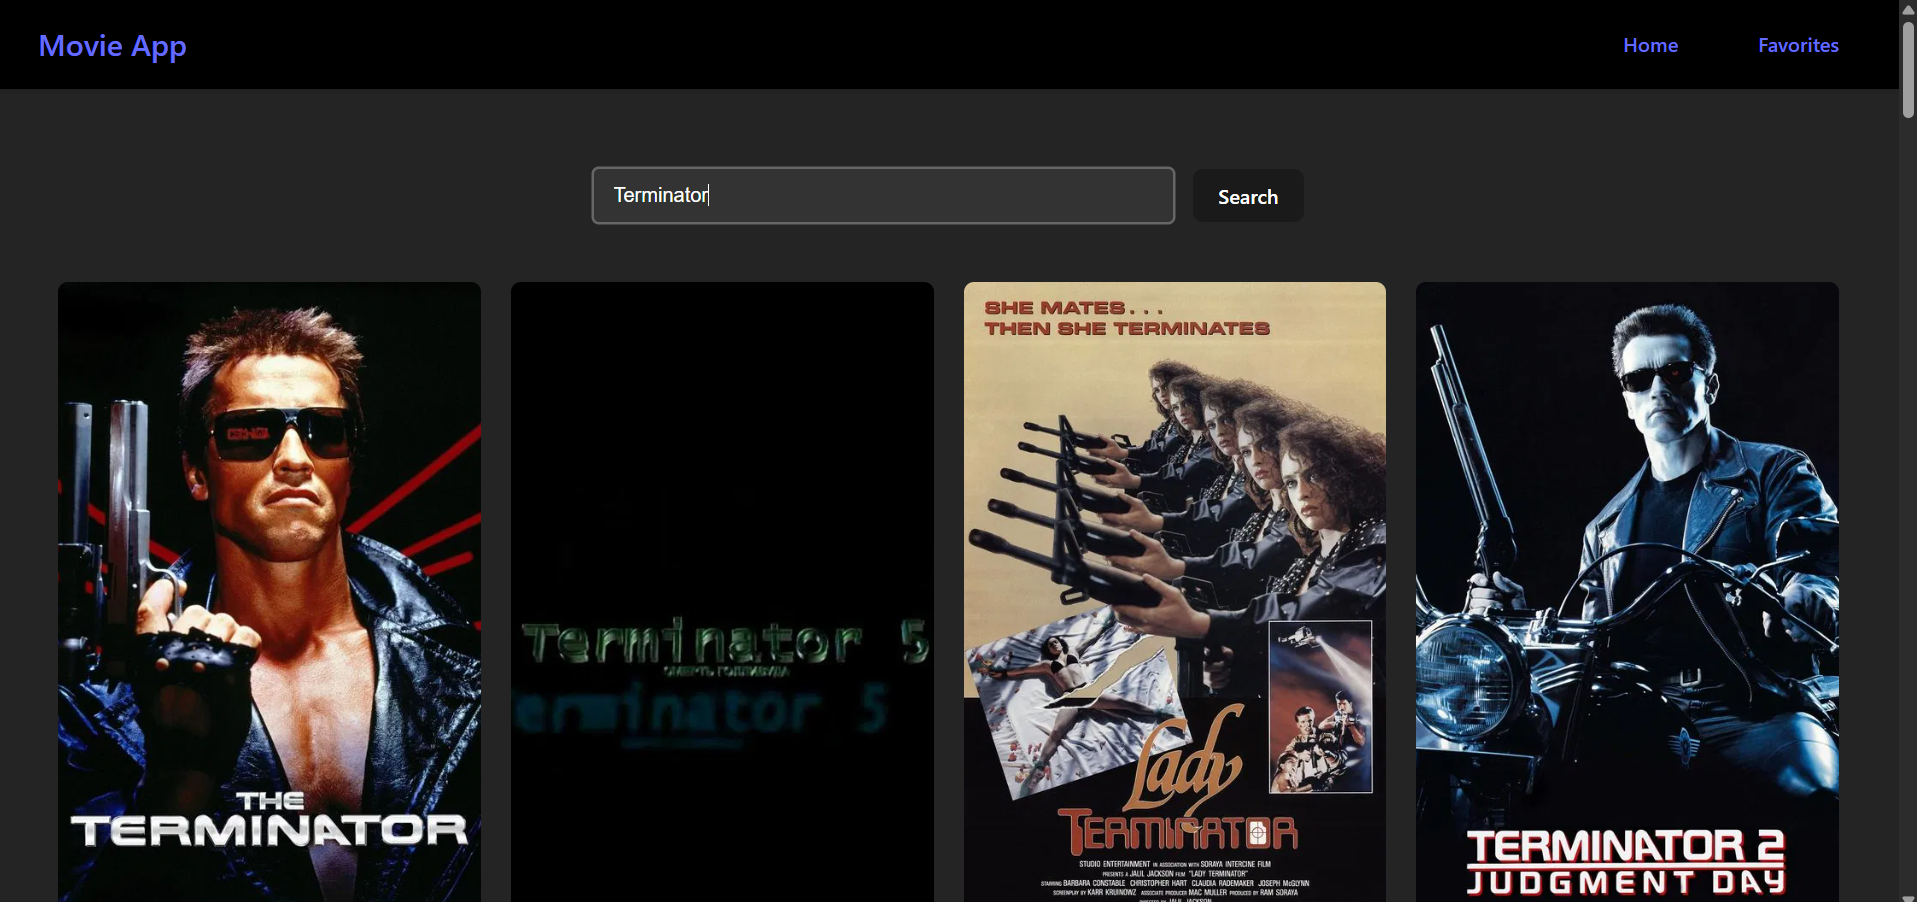 Movie App
Home
Favorites
Terminator
Search
THE
TERMINATOR
Terminator 5
Terminator 5
SHE MATES . . .
THEN SHE TERMINATES
Lady
TERMINATOR
STUDIO ENTERTAINMENT IN ASSOCIATION WITH SORAYA INTERCINE FILM
PRESENTS A JALIL JACKSON FILM "LADY TERMINATOR"
STARRING BARBARA CONSTABLE CHRISTOPHER HART CLAUDIA RADEMAKER JOSEPH McGLYNN
SCREENPLAY BY KARR KRUINOWZ ASSOCIATE PRODUCER MAC MULLER PRODUCED BY RAM SORAYA
TERMINATOR 2
JUDGMENT DAY